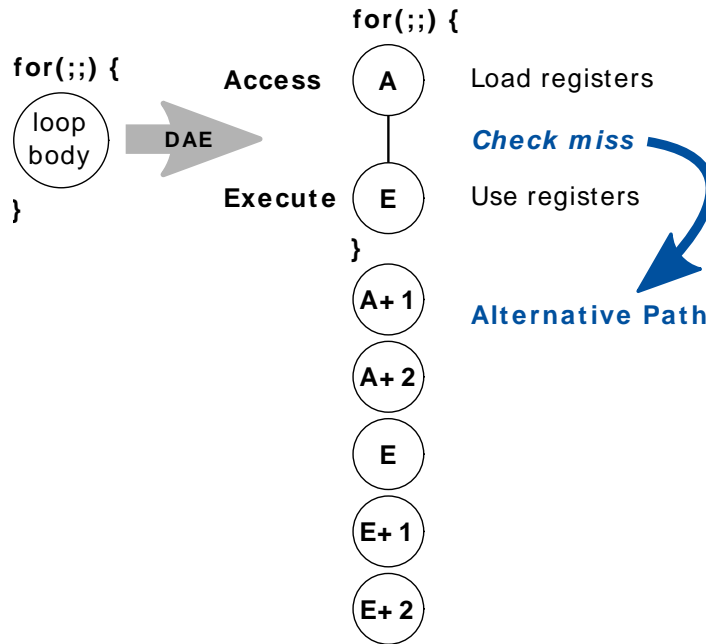 for(;;) {
loop
body
}
DAE
for(;;) {
Access
A
Load registers
Check miss
Execute
E
Use registers
}
A+1
Alternative Path
A+2
E
E+1
E+2